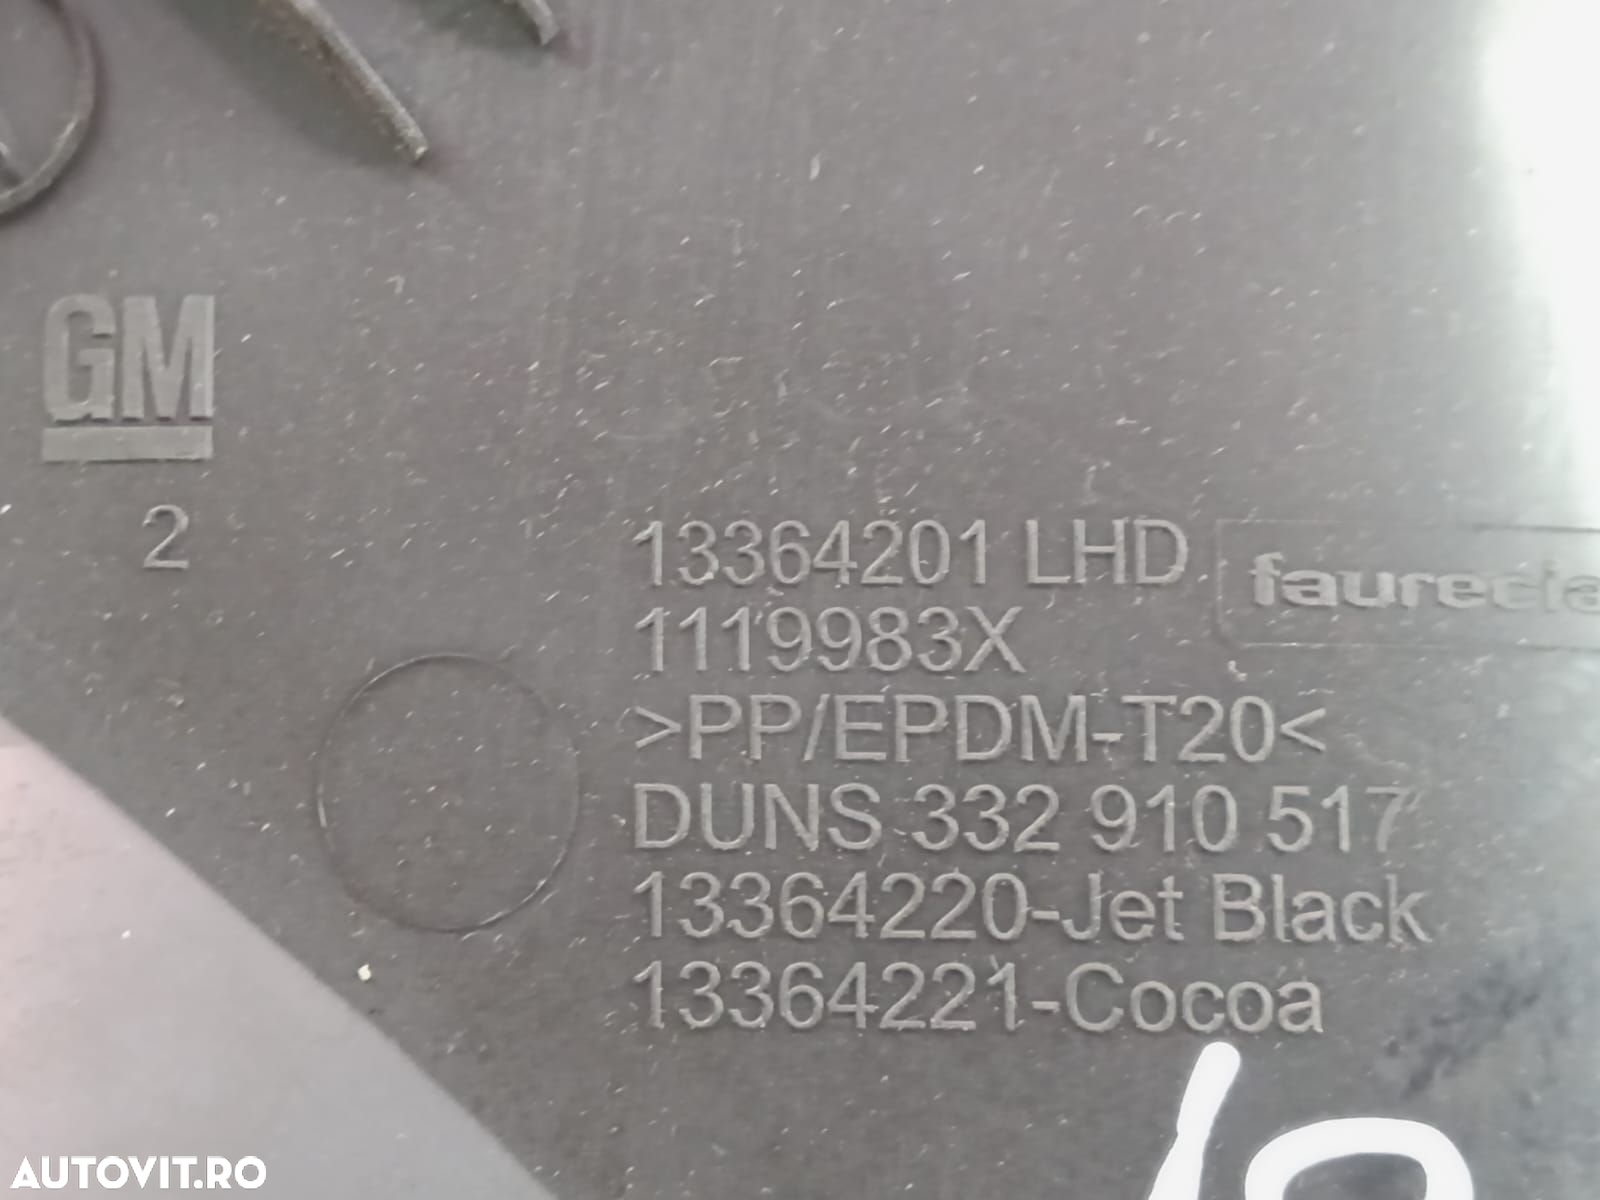 GM
2
13364201 LHD
faurecia
1119983X
>PP/EPDM-T20<
DUNS 332 910 517
13364220-Jet Black
13364221-Cocoa
AUTOVIT.RO